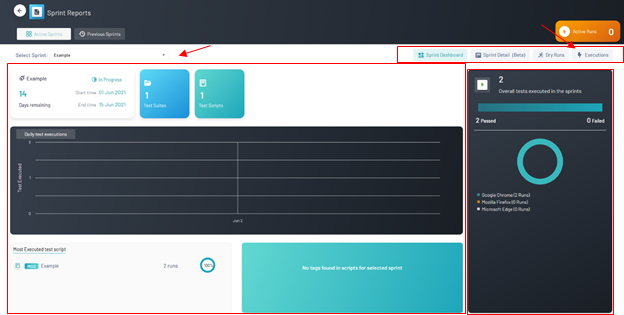 Sprint Reports
Active Sprints
Previous Sprints
Active Runs
0
Select Sprint:
Example
Sprint Dashboard
Sprint Detail (Beta)
Dry Runs
Executions
Example
In Progress
14
Days remaining
Start time 01 Jun 2021
End time 15 Jun 2021
1
Test Suites
1
Test Scripts
2
Overall tests executed in the sprints
2 Passed
0 Failed
Daily test executions
Test Executed
2
1
0
Jun 2
Google Chrome (2 Runs)
Mozilla Firefox (0 Runs)
Microsoft Edge (0 Runs)
Most Executed test script
Example
2 runs
100%
No tags found in scripts for selected sprint